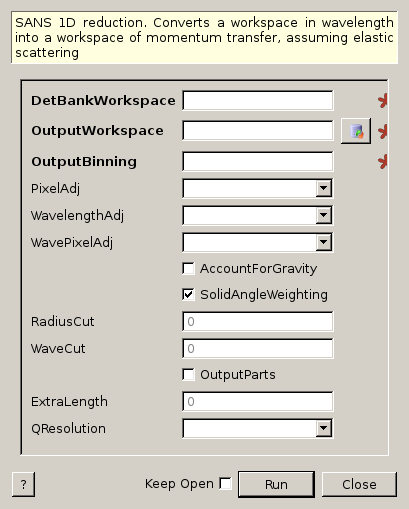 SANS 1D reduction. Converts a workspace in wavelength
into a workspace of momentum transfer, assuming elastic
scattering
DetBankWorkspace
OutputWorkspace
OutputBinning
PixelAdj
WavelengthAdj
WavePixelAdj
AccountForGravity
SolidAngleWeighting
RadiusCut 0
WaveCut 0
OutputParts
ExtraLength 0
QResolution
? Keep Open Run Close